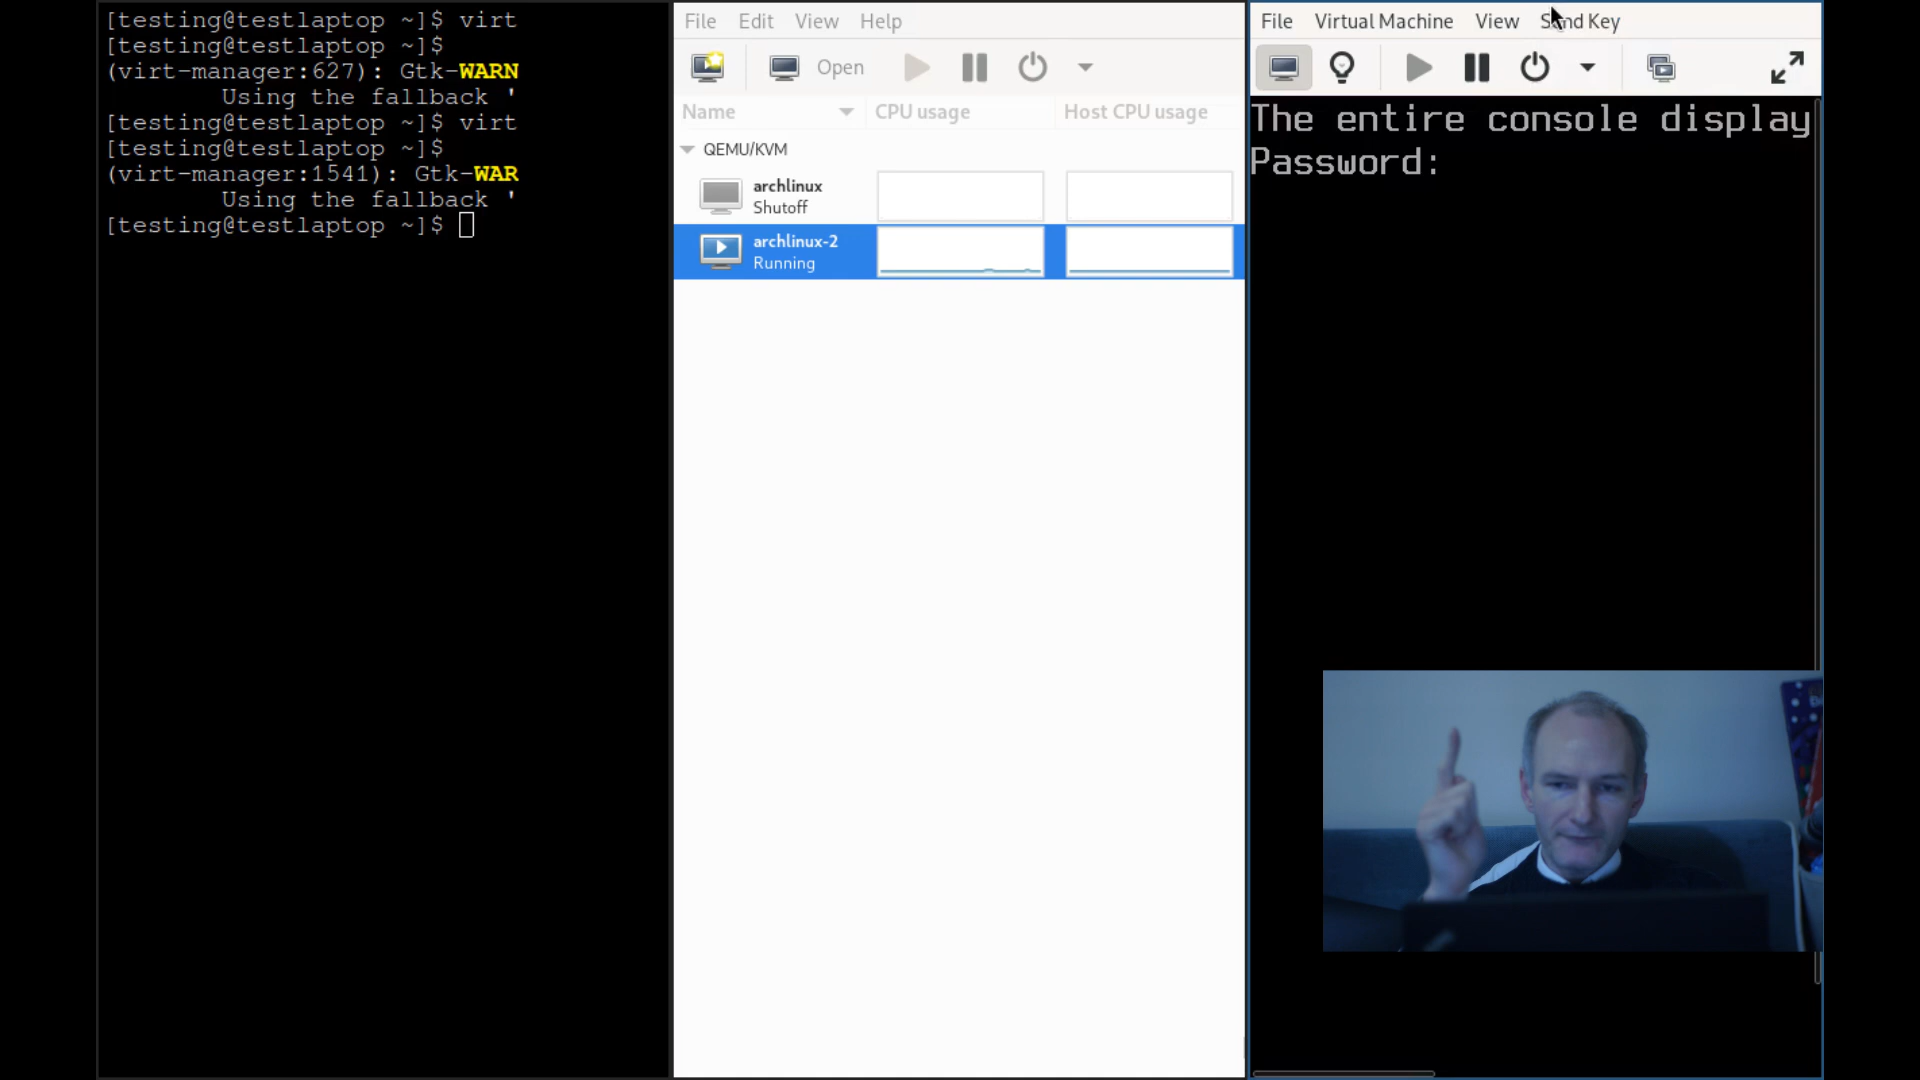 [testing@testlaptop ~]$ virt
[testing@testlaptop ~]$
(virt-manager:627): Gtk-WARN
Using the fallback '
[testing@testlaptop ~]$ virt
[testing@testlaptop ~]$
(virt-manager:1541): Gtk-WAR
Using the fallback '
[testing@testlaptop ~]$
File Edit View Help
Open
Name CPU usage Host CPU usage
QEMU/KVM
archlinux
Shutoff
archlinux-2
Running
File Virtual Machine View Send Key
The entire console display
Password: